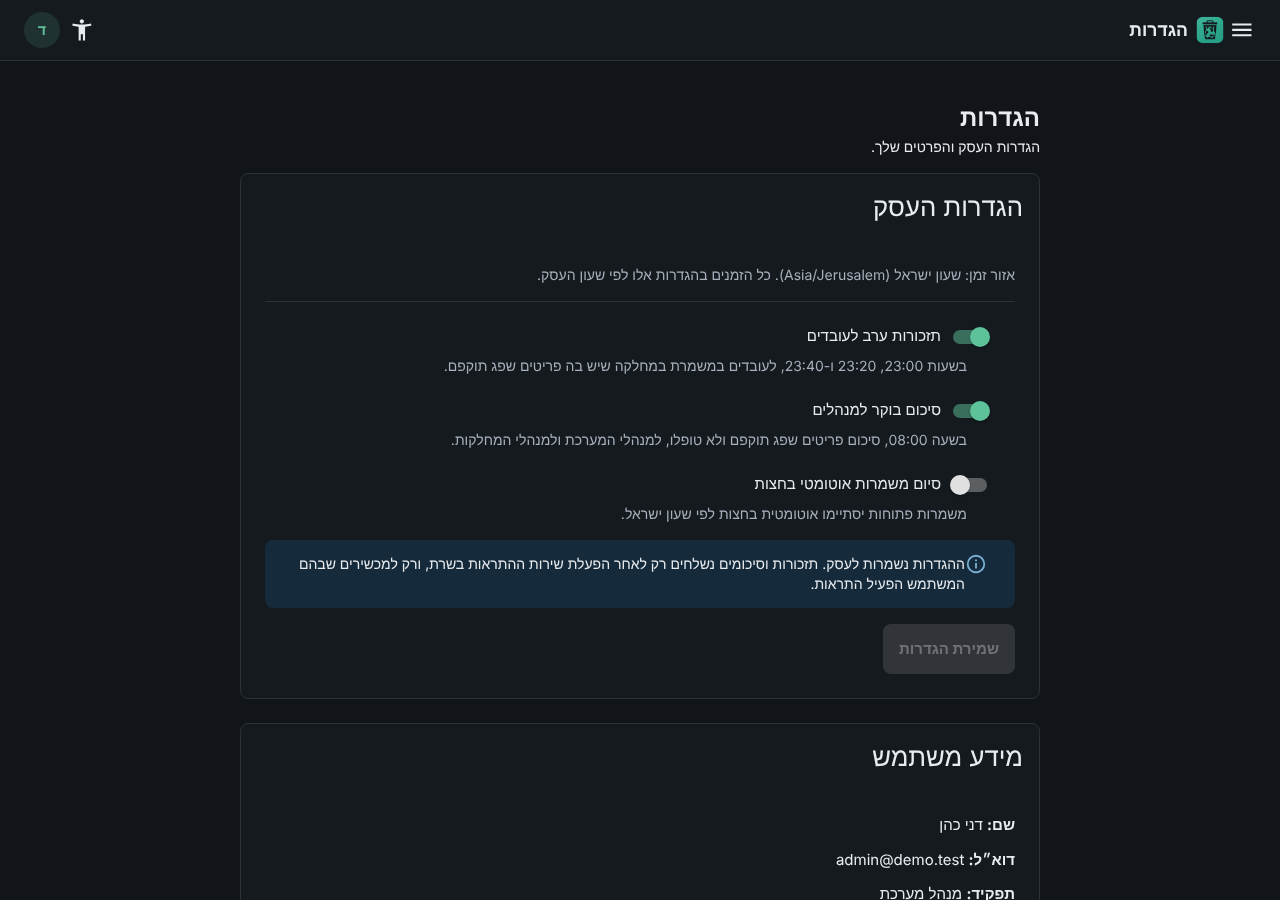 הגדרות
ד
הגדרות
הגדרות העסק והפרטים שלך.
הגדרות העסק
אזור זמן: שעון ישראל (Asia/Jerusalem). כל הזמנים בהגדרות אלו לפי שעון העסק.
תזכורות ערב לעובדים
בשעות 23:00, 23:20 ו-23:40, לעובדים במשמרת במחלקה שיש בה פריטים שפג תוקפם.
סיכום בוקר למנהלים
בשעה 08:00, סיכום פריטים שפג תוקפם ולא טופלו, למנהלי המערכת ולמנהלי המחלקות.
סיום משמרות אוטומטי בחצות
משמרות פתוחות יסתיימו אוטומטית בחצות לפי שעון ישראל.
ההגדרות נשמרות לעסק. תזכורות וסיכומים נשלחים רק לאחר הפעלת שירות ההתראות בשרת, ורק למכשירים שבהם
המשתמש הפעיל התראות.
שמירת הגדרות
מידע משתמש
שם: דני כהן
דוא״ל: admin@demo.test
תפקיד: מנהל מערכת